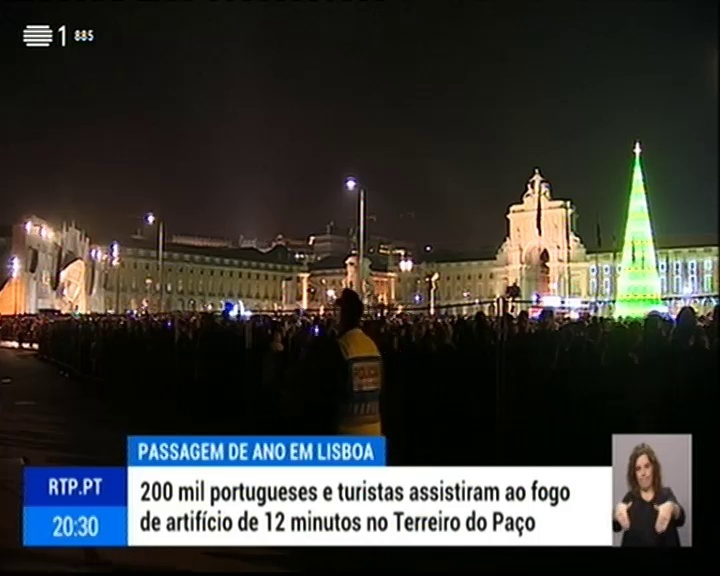 1 885
POLÍCIA
PASSAGEM DE ANO EM LISBOA
RTP.PT
200 mil portugueses e turistas assistiram ao fogo
20:30
de artifício de 12 minutos no Terreiro do Paço